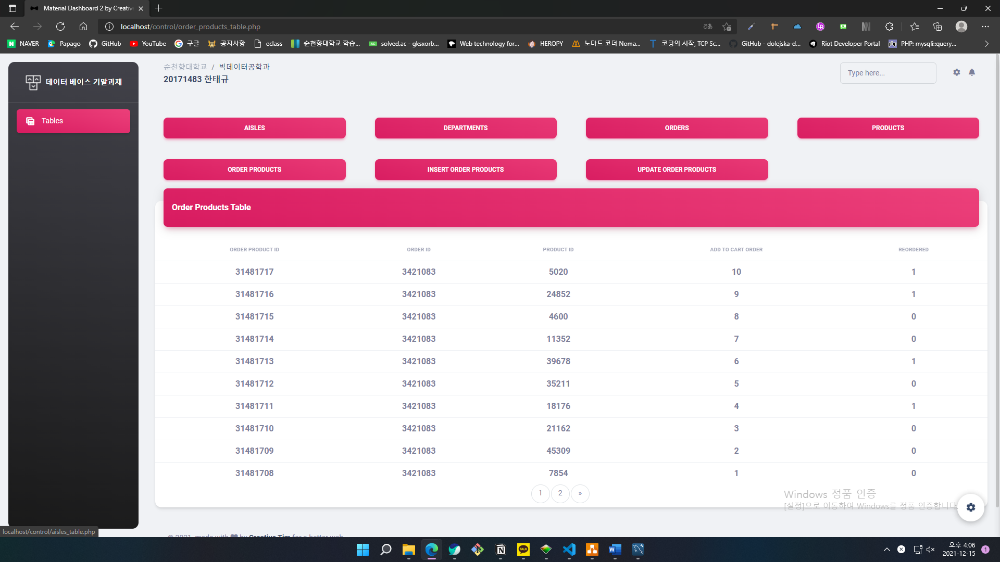 Material Dashboard 2 by Creativ
localhost/control/order_products_table.php
NAVER Papago GitHub YouTube 구글 공지사항 eclass 순천향대학교 학습... solved.ac - gksxorb... Web technology for... HEROPY 노마드 코더 Noma... 코딩의 시작, TCP Sc... GitHub - dolejska-d... Riot Developer Portal PHP: mysqli::query...
데이터 베이스 기말과제
Tables
순천향대학교 / 빅데이터공학과
20171483 한태규
Type here...
AISLES DEPARTMENTS ORDERS PRODUCTS
ORDER PRODUCTS INSERT ORDER PRODUCTS UPDATE ORDER PRODUCTS
Order Products Table
ORDER PRODUCT ID ORDER ID PRODUCT ID ADD TO CART ORDER REORDERED
31481717 3421083 5020 10 1
31481716 3421083 24852 9 1
31481715 3421083 4600 8 0
31481714 3421083 11352 7 0
31481713 3421083 39678 6 1
31481712 3421083 35211 5 0
31481711 3421083 18176 4 1
31481710 3421083 21162 3 0
31481709 3421083 45309 2 0
31481708 3421083 7854 1 0
1 2 »
Windows 정품 인증
[설정]으로 이동하여 Windows를 정품 인증합니다.
© 2021, made with by Creative Tim for a better web.
localhost/control/aisles_table.php
오후 4:06
2021-12-15
1